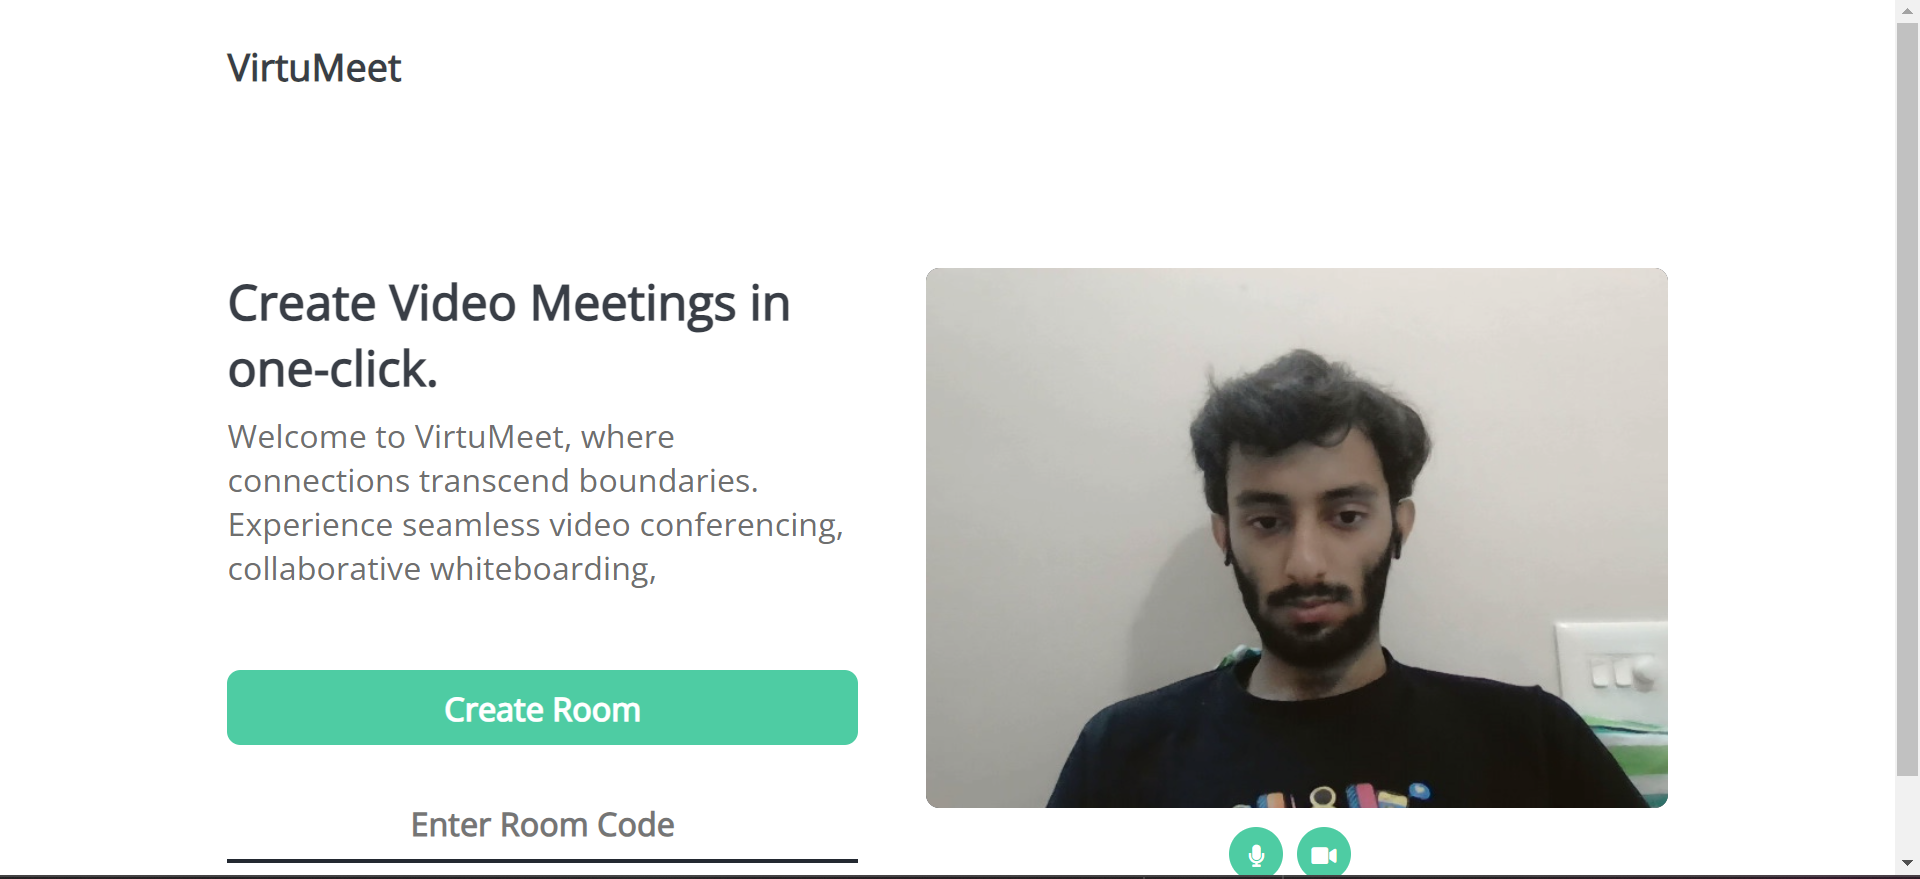 VirtuMeet
Create Video Meetings in
one-click.
Welcome to VirtuMeet, where
connections transcend boundaries.
Experience seamless video conferencing,
collaborative whiteboarding,
Create Room
Enter Room Code